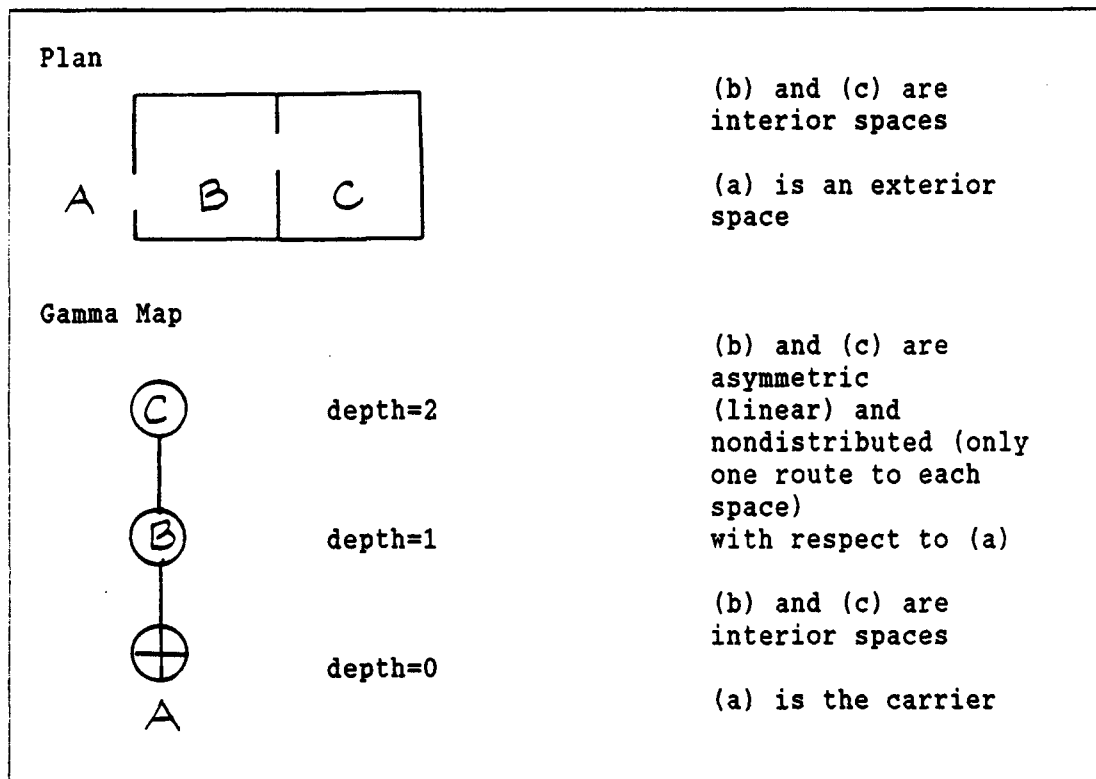 Plan
(b) and (c) are
interior spaces
A B C
(a) is an exterior
space
Gamma Map
(b) and (c) are
asymmetric
C depth=2 (linear) and
nondistributed (only
one route to each
space)
B depth=1 with respect to (a)
(b) and (c) are
interior spaces
depth=0
A (a) is the carrier